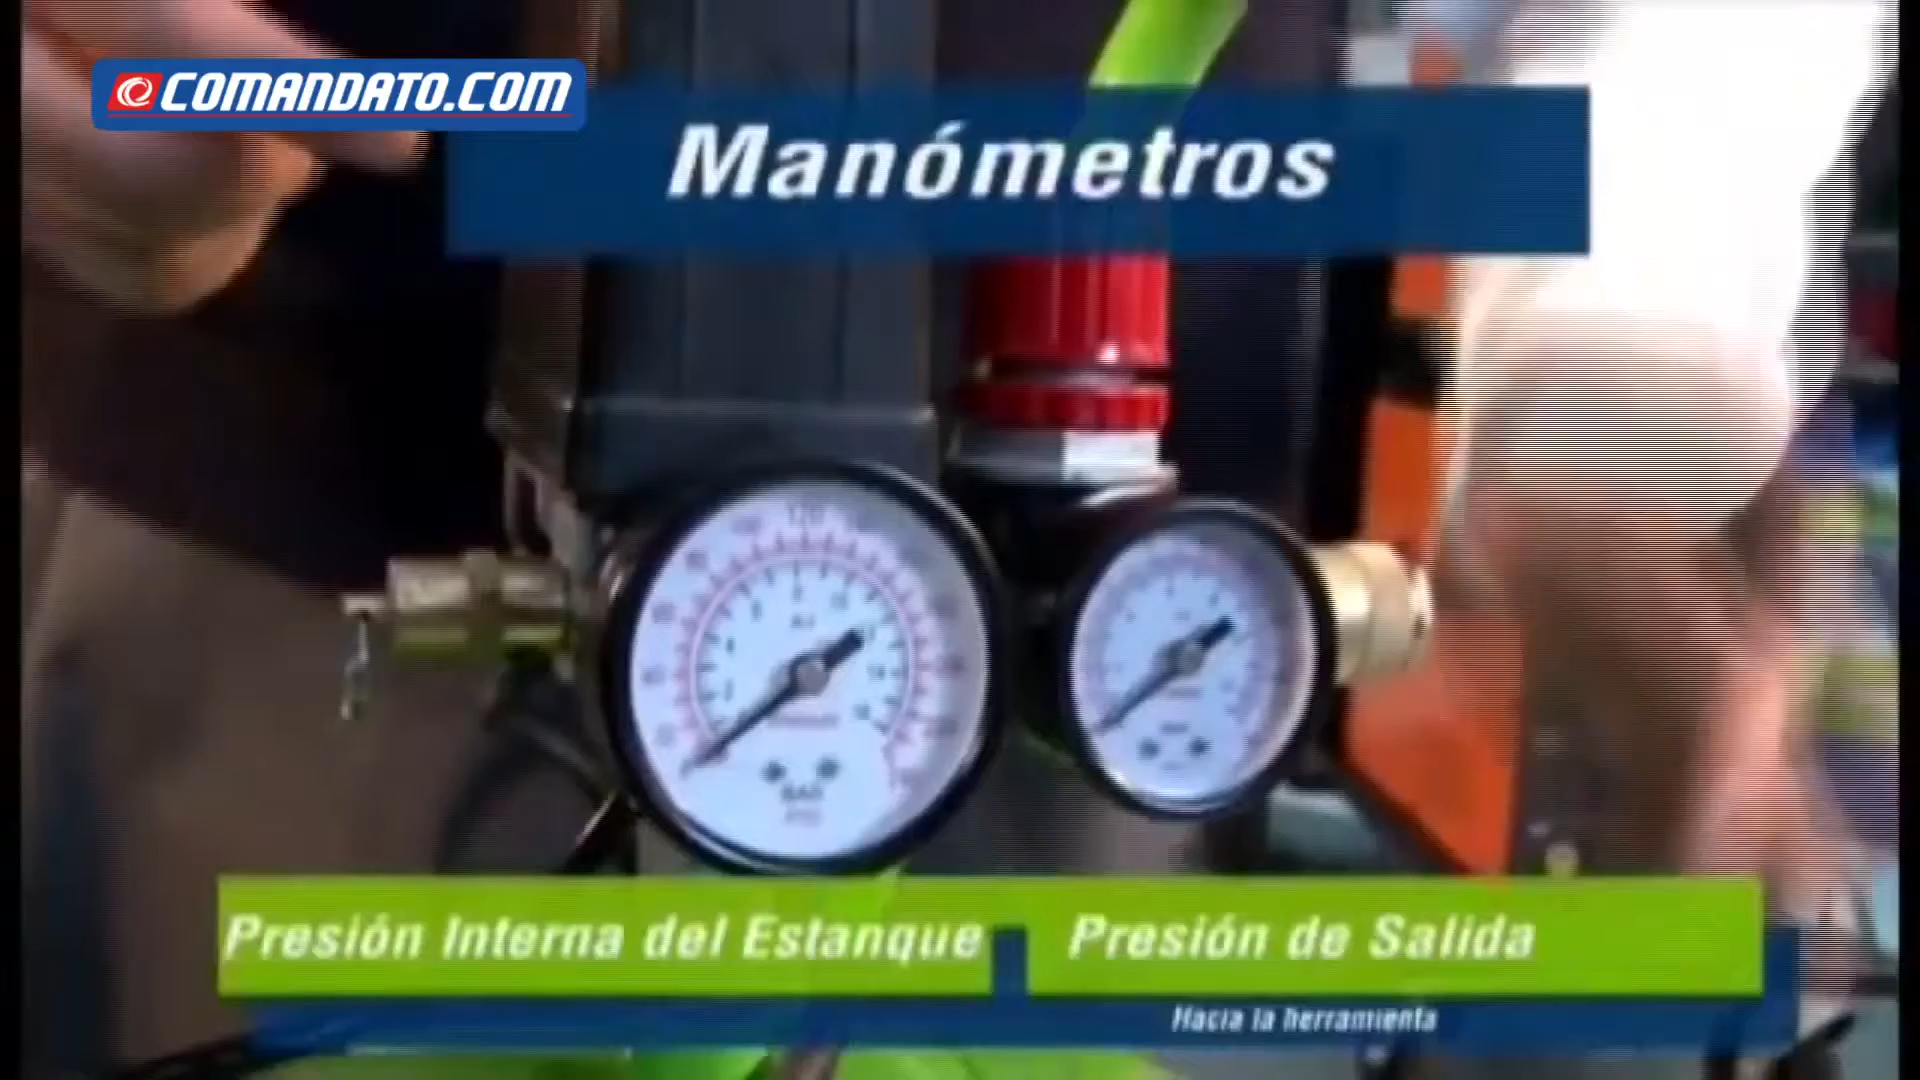 COMANDATO.COM
Manómetros
Presión Interna del Estanque
Presión de Salida
Hacia la herramienta